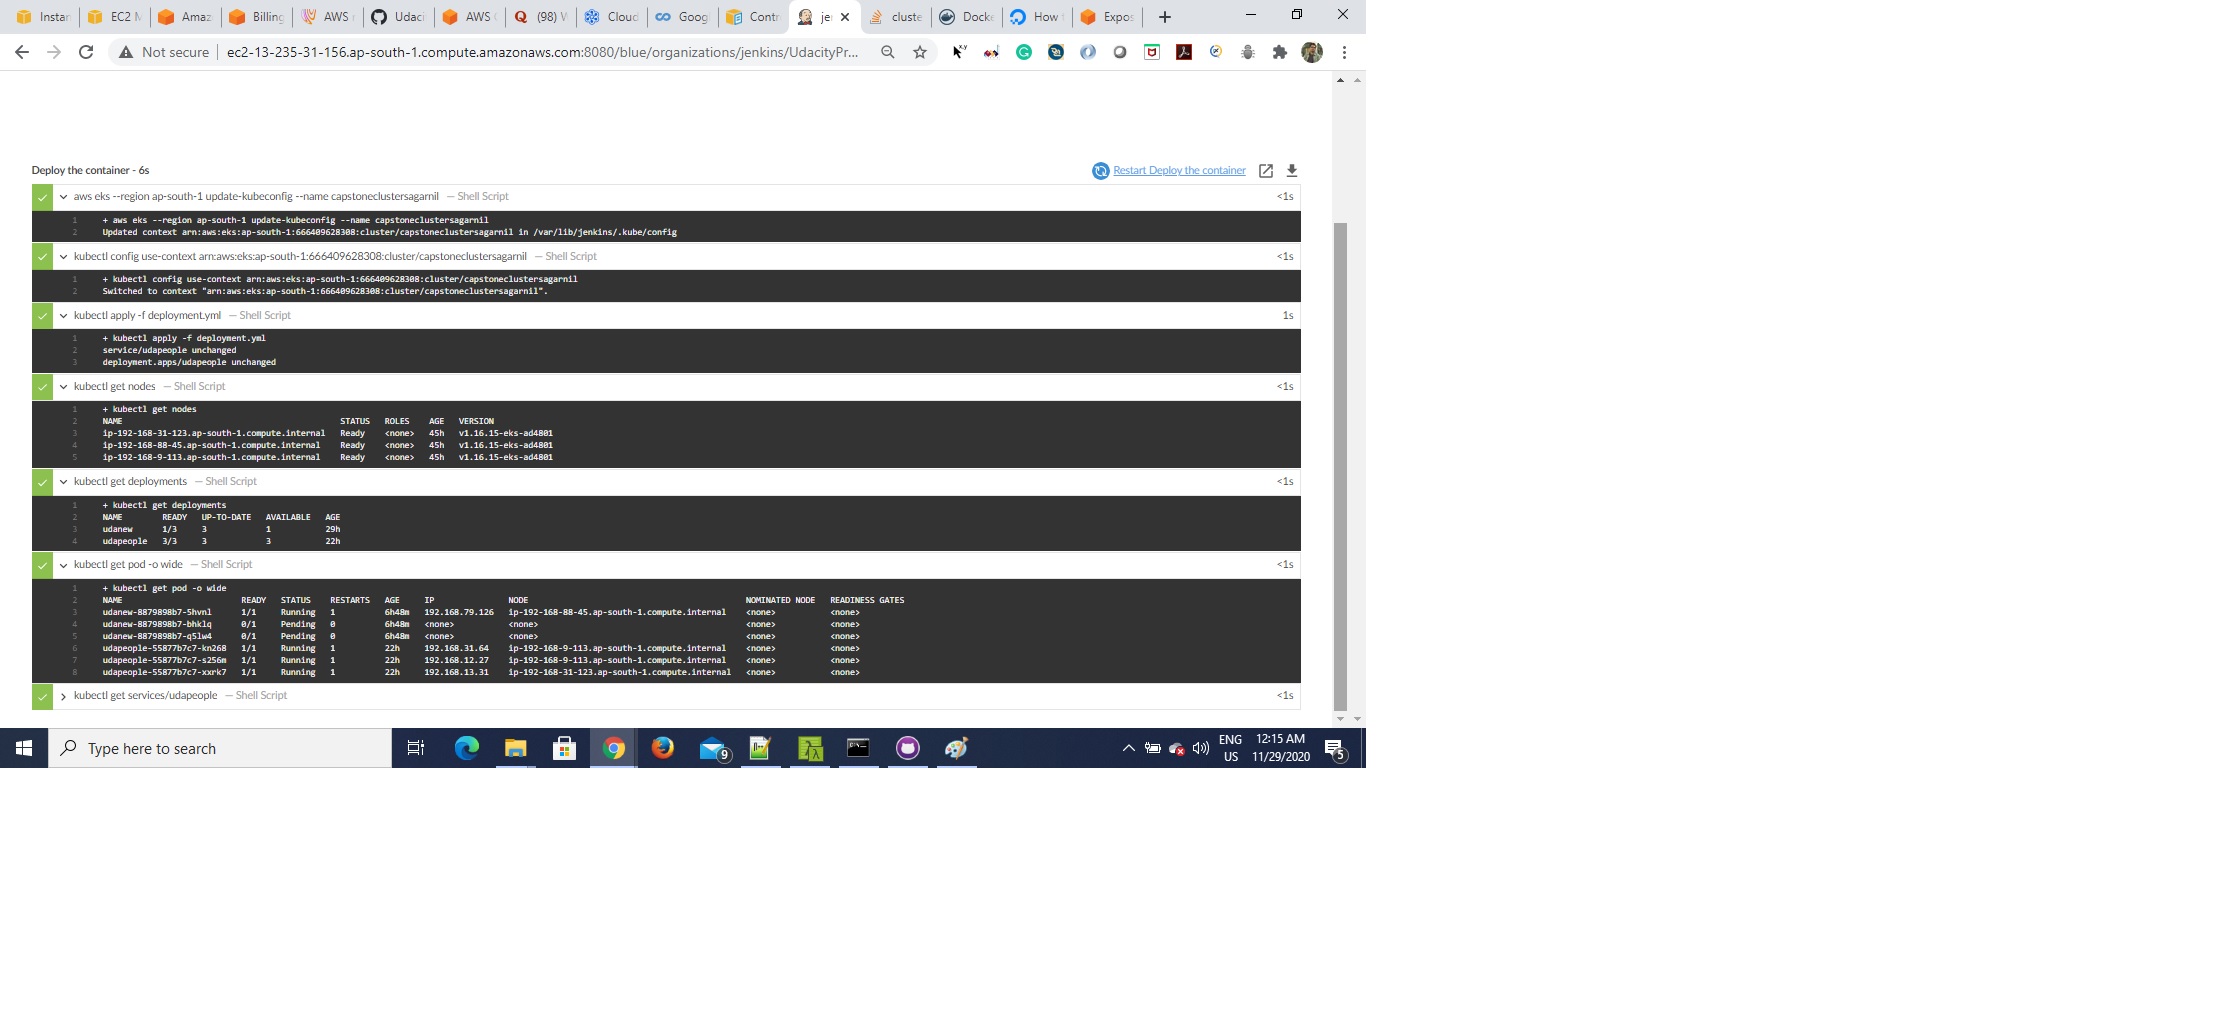 Instan
EC2 M
Amaz
Billing
AWS r
Udaci
AWS C
(98) W
Cloud
Goog
Contr
je
cluste
Docke
How t
Expos
Not secure
ec2-13-235-31-156.ap-south-1.compute.amazonaws.com:8080/blue/organizations/jenkins/UdacityPr...
Deploy the container - 6s
Restart Deploy the container
aws eks --region ap-south-1 update-kubeconfig --name capstoneclustersagarnil — Shell Script <1s
1 + aws eks --region ap-south-1 update-kubeconfig --name capstoneclustersagarnil
2 Updated context arn:aws:eks:ap-south-1:666409628308:cluster/capstoneclustersagarnil in /var/lib/jenkins/.kube/config
kubectl config use-context arn:aws:eks:ap-south-1:666409628308:cluster/capstoneclustersagarnil — Shell Script <1s
1 + kubectl config use-context arn:aws:eks:ap-south-1:666409628308:cluster/capstoneclustersagarnil
2 Switched to context "arn:aws:eks:ap-south-1:666409628308:cluster/capstoneclustersagarnil".
kubectl apply -f deployment.yml — Shell Script 1s
1 + kubectl apply -f deployment.yml
2 service/udapeople unchanged
3 deployment.apps/udapeople unchanged
kubectl get nodes — Shell Script <1s
1 + kubectl get nodes
2 NAME STATUS ROLES AGE VERSION
3 ip-192-168-31-123.ap-south-1.compute.internal Ready <none> 45h v1.16.15-eks-ad4801
4 ip-192-168-88-45.ap-south-1.compute.internal Ready <none> 45h v1.16.15-eks-ad4801
5 ip-192-168-9-113.ap-south-1.compute.internal Ready <none> 45h v1.16.15-eks-ad4801
kubectl get deployments — Shell Script <1s
1 + kubectl get deployments
2 NAME READY UP-TO-DATE AVAILABLE AGE
3 udanew 1/3 3 1 29h
4 udapeople 3/3 3 3 22h
kubectl get pod -o wide — Shell Script <1s
1 + kubectl get pod -o wide
2 NAME READY STATUS RESTARTS AGE IP NODE NOMINATED NODE READINESS GATES
3 udanew-8879898b7-5hvnl 1/1 Running 1 6h48m 192.168.79.126 ip-192-168-88-45.ap-south-1.compute.internal <none> <none>
4 udanew-8879898b7-bhklq 0/1 Pending 0 6h48m <none> <none> <none> <none>
5 udanew-8879898b7-q5lw4 0/1 Pending 0 6h48m <none> <none> <none> <none>
6 udapeople-55877b7c7-kn268 1/1 Running 1 22h 192.168.31.64 ip-192-168-9-113.ap-south-1.compute.internal <none> <none>
7 udapeople-55877b7c7-s256m 1/1 Running 1 22h 192.168.12.27 ip-192-168-9-113.ap-south-1.compute.internal <none> <none>
8 udapeople-55877b7c7-xxrk7 1/1 Running 1 22h 192.168.13.31 ip-192-168-31-123.ap-south-1.compute.internal <none> <none>
kubectl get services/udapeople — Shell Script <1s
Type here to search
9
ENG
US
12:15 AM
11/29/2020
5